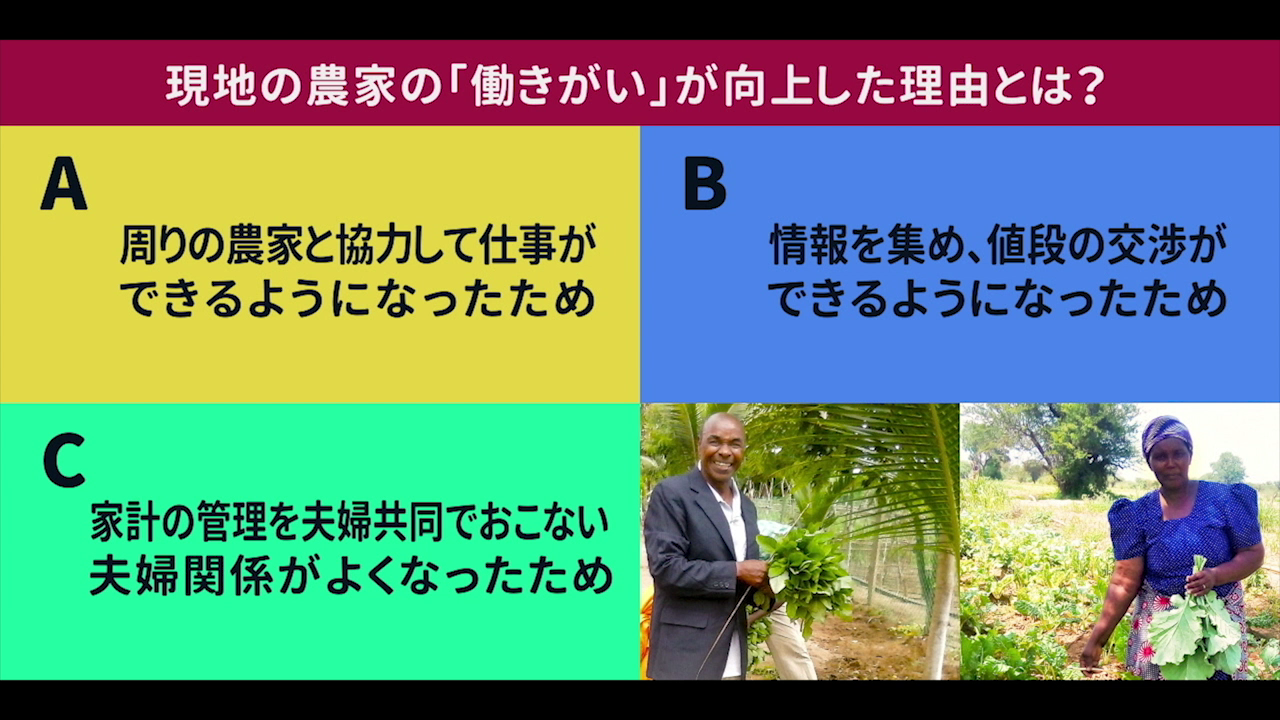 現地の農家の「働きがい」が向上した理由とは？
A
周りの農家と協力して仕事が
できるようになったため
B
情報を集め、値段の交渉が
できるようになったため
C
家計の管理を夫婦共同でおこない
夫婦関係がよくなったため